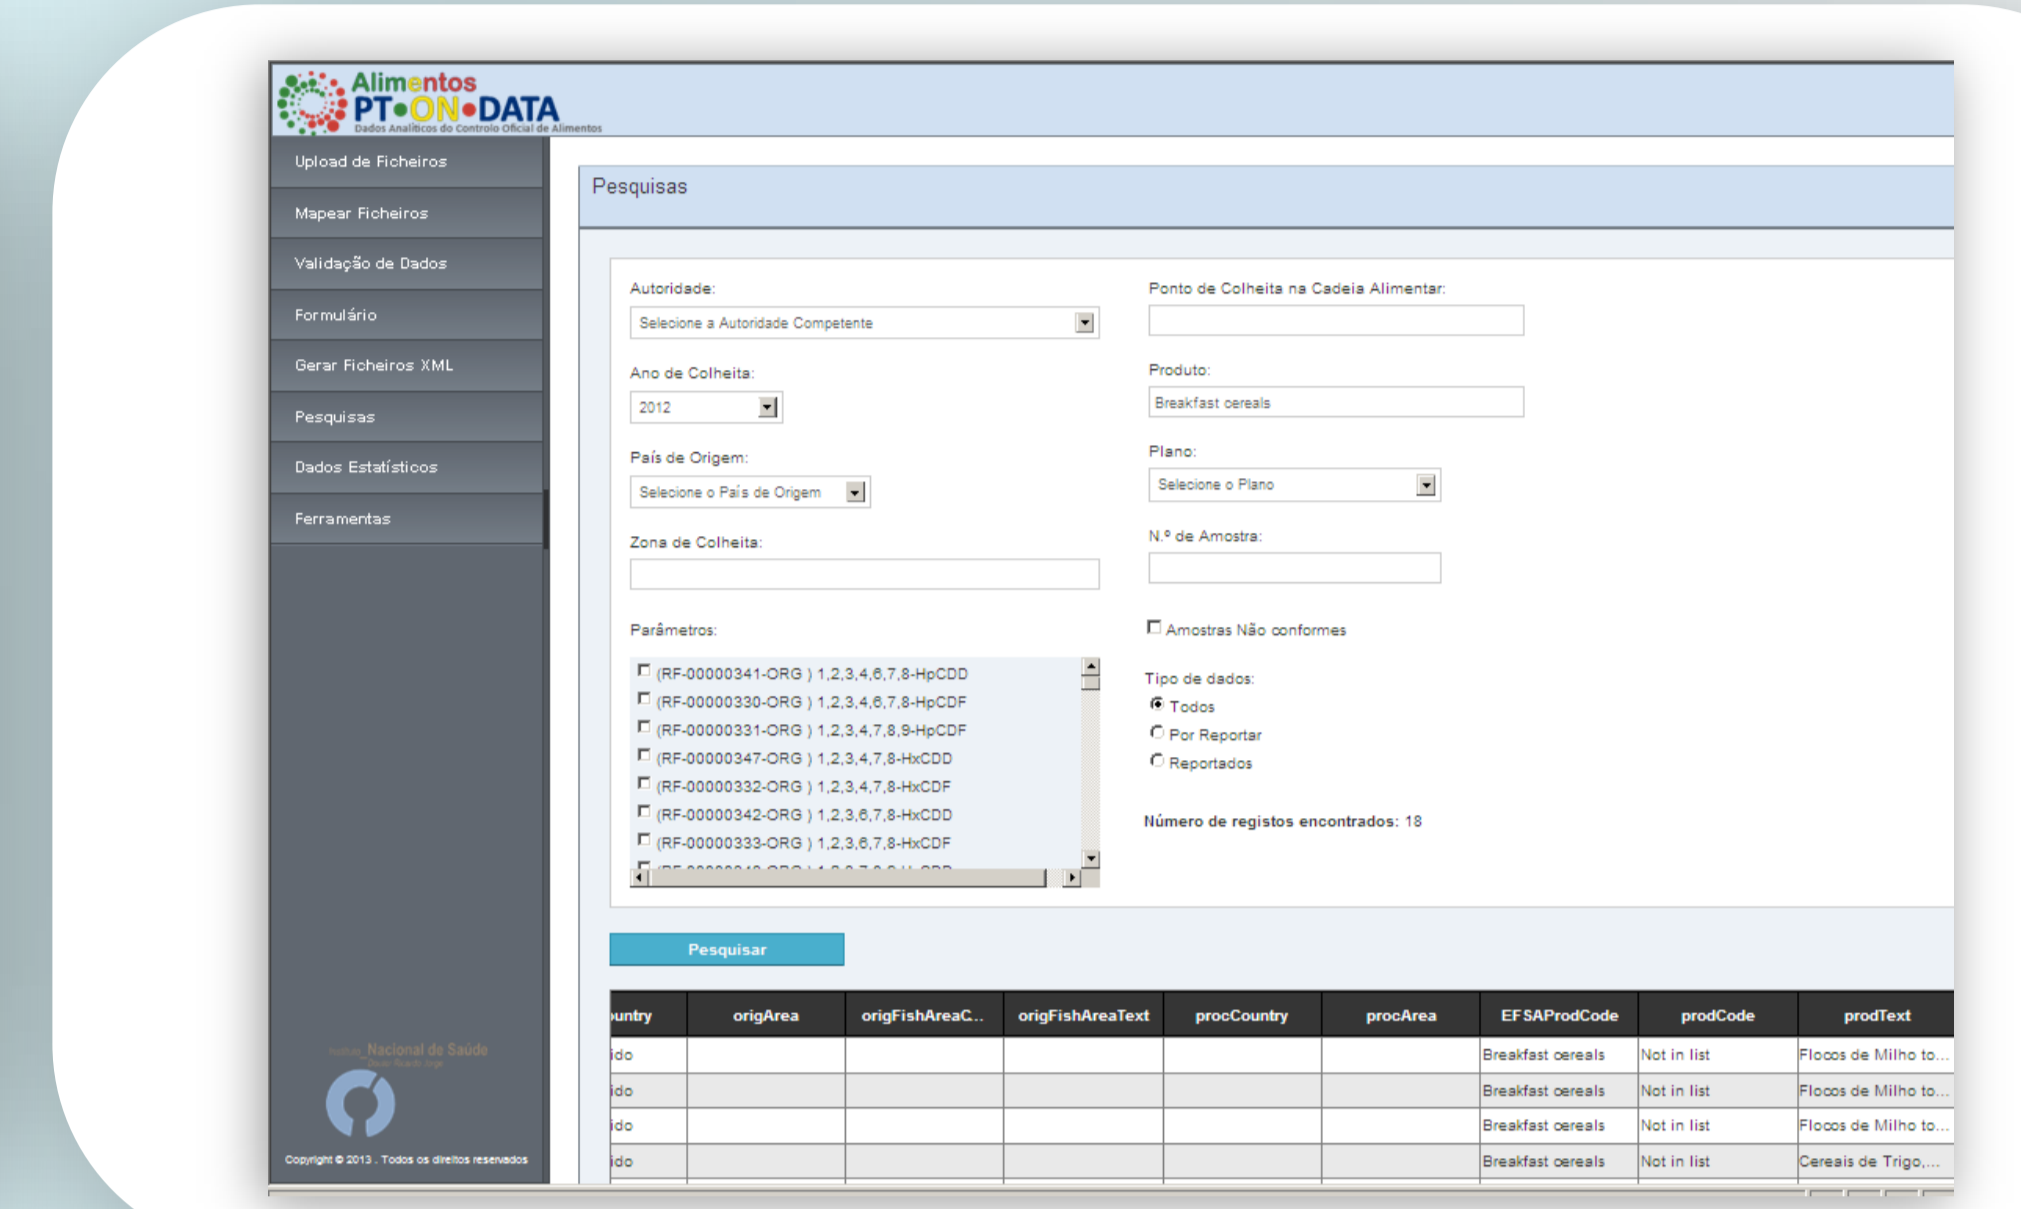 Alimentos
PT•ON•DATA
Dados Analíticos do Controlo Oficial de Alimentos
Upload de Ficheiros
Mapear Ficheiros
Validação de Dados
Formulário
Gerar Ficheiros XML
Pesquisas
Dados Estatísticos
Ferramentas
Nacional de Saúde
Copyright © 2013 . Todos os direitos reservados
Pesquisas
Autoridade:
Selecione a Autoridade Competente
Ano de Colheita:
2012
País de Origem:
Selecione o País de Origem
Zona de Colheita:
Parâmetros:
(RF-00000341-ORG ) 1,2,3,4,6,7,8-HpCDD
(RF-00000330-ORG ) 1,2,3,4,6,7,8-HpCDF
(RF-00000331-ORG ) 1,2,3,4,7,8,9-HpCDF
(RF-00000347-ORG ) 1,2,3,4,7,8-HxCDD
(RF-00000332-ORG ) 1,2,3,4,7,8-HxCDF
(RF-00000342-ORG ) 1,2,3,6,7,8-HxCDD
(RF-00000333-ORG ) 1,2,3,6,7,8-HxCDF
Ponto de Colheita na Cadeia Alimentar:
Produto:
Breakfast cereals
Plano:
Selecione o Plano
N.º de Amostra:
Amostras Não conformes
Tipo de dados:
Todos
Por Reportar
Reportados
Número de registos encontrados: 18
Pesquisar
ountry origArea origFishAreaC... origFishAreaText procCountry procArea EFSAProdCode prodCode prodText
ido Breakfast cereals Not in list Flocos de Milho to...
ido Breakfast cereals Not in list Flocos de Milho to...
ido Breakfast cereals Not in list Flocos de Milho to...
ido Breakfast cereals Not in list Cereais de Trigo,...